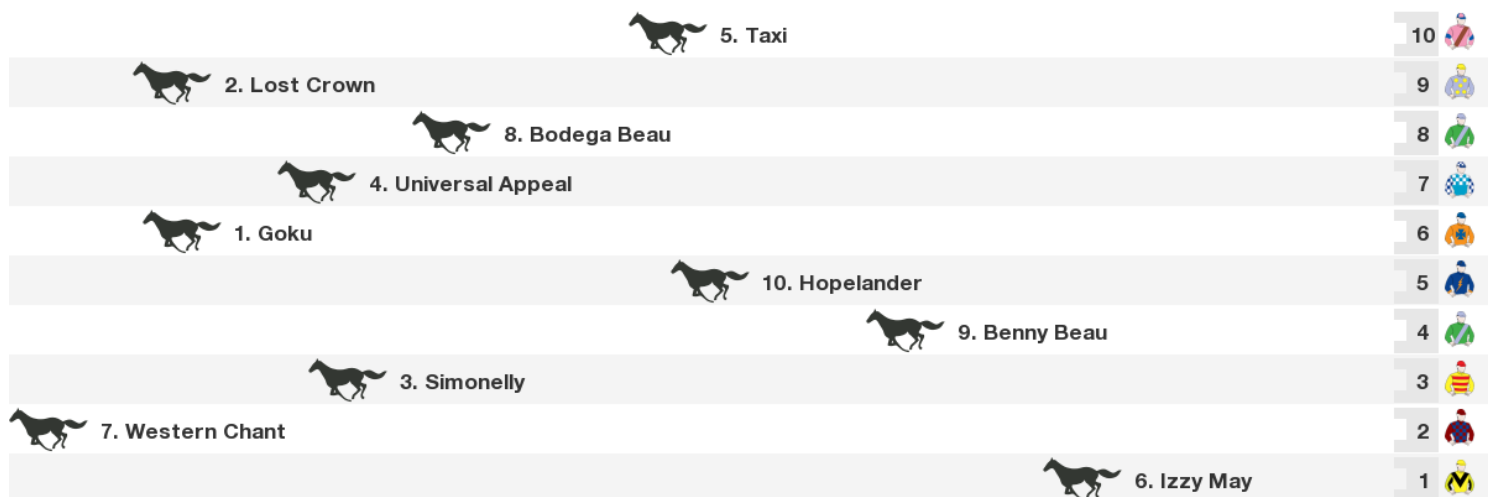 5. Taxi 10
2. Lost Crown 9
8. Bodega Beau 8
4. Universal Appeal 7
1. Goku 6
10. Hopelander 5
9. Benny Beau 4
3. Simonelly 3
7. Western Chant 2
6. Izzy May 1